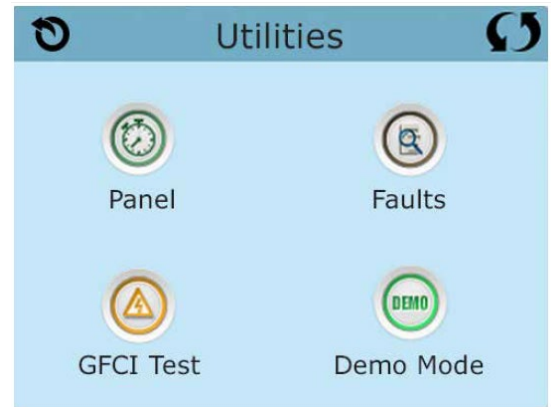 Utilities
Panel
Faults
DEMO
GFCI Test
Demo Mode